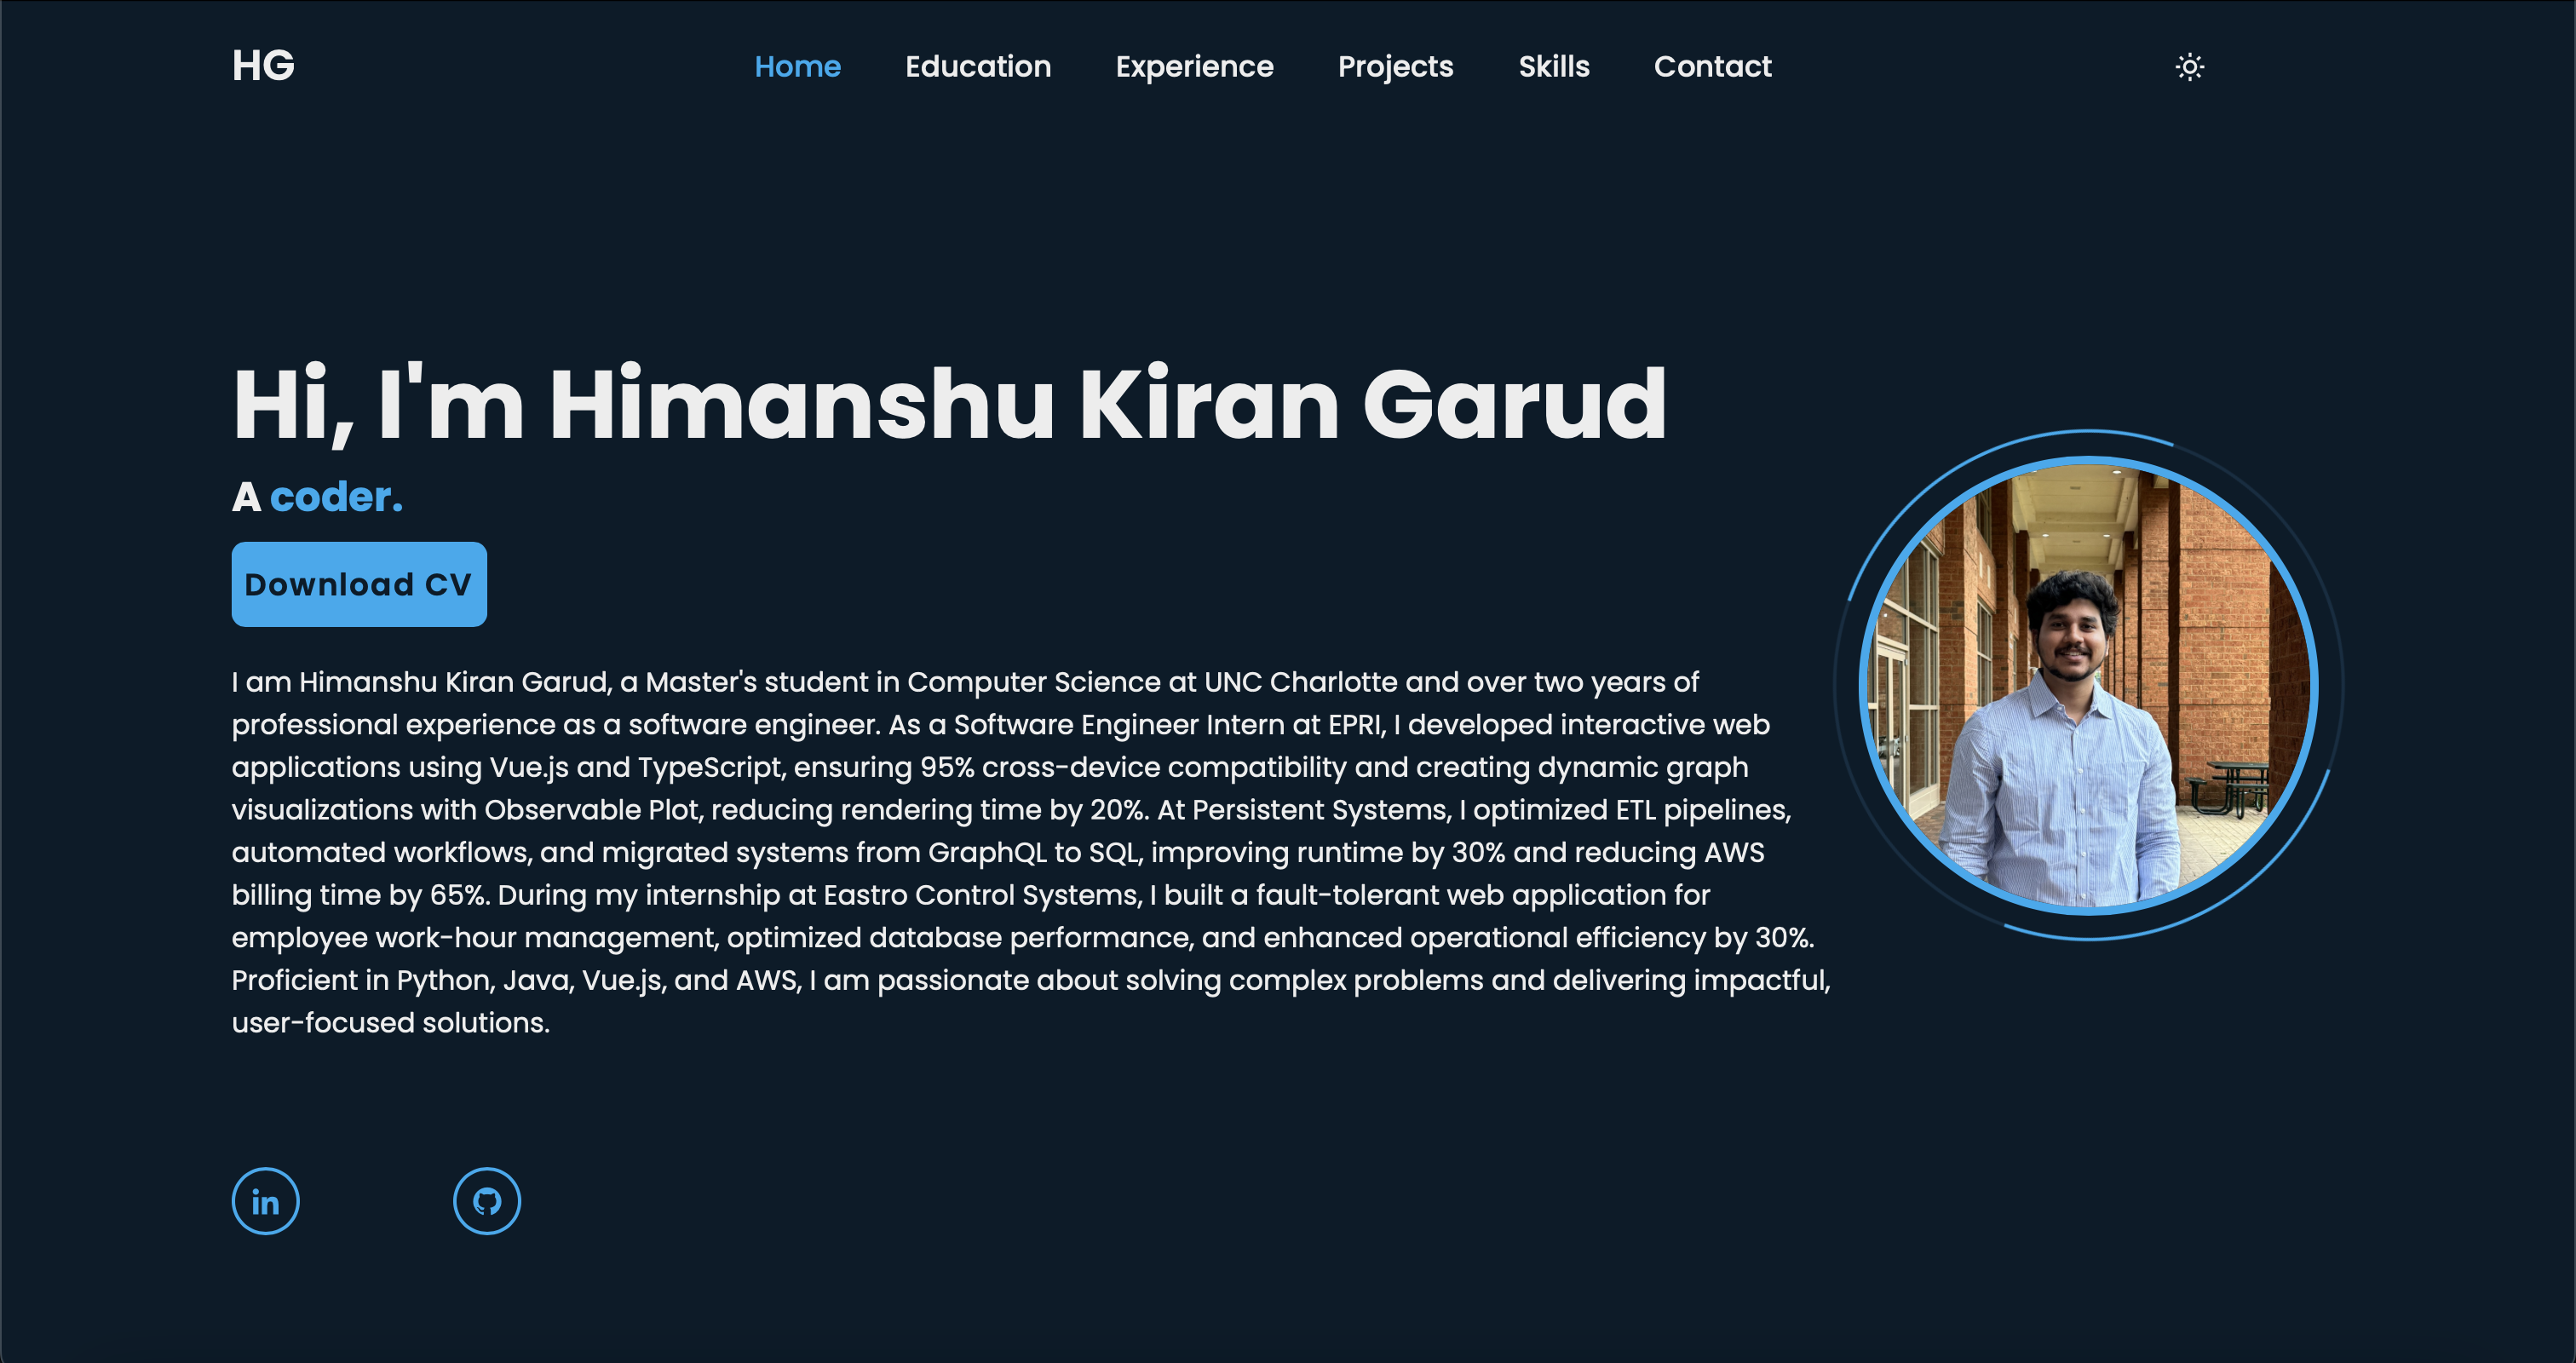 HG
Home Education Experience Projects Skills Contact
Hi, I'm Himanshu Kiran Garud
A coder.
Download CV
I am Himanshu Kiran Garud, a Master's student in Computer Science at UNC Charlotte and over two years of
professional experience as a software engineer. As a Software Engineer Intern at EPRI, I developed interactive web
applications using Vue.js and TypeScript, ensuring 95% cross-device compatibility and creating dynamic graph
visualizations with Observable Plot, reducing rendering time by 20%. At Persistent Systems, I optimized ETL pipelines,
automated workflows, and migrated systems from GraphQL to SQL, improving runtime by 30% and reducing AWS
billing time by 65%. During my internship at Eastro Control Systems, I built a fault-tolerant web application for
employee work-hour management, optimized database performance, and enhanced operational efficiency by 30%.
Proficient in Python, Java, Vue.js, and AWS, I am passionate about solving complex problems and delivering impactful,
user-focused solutions.
in